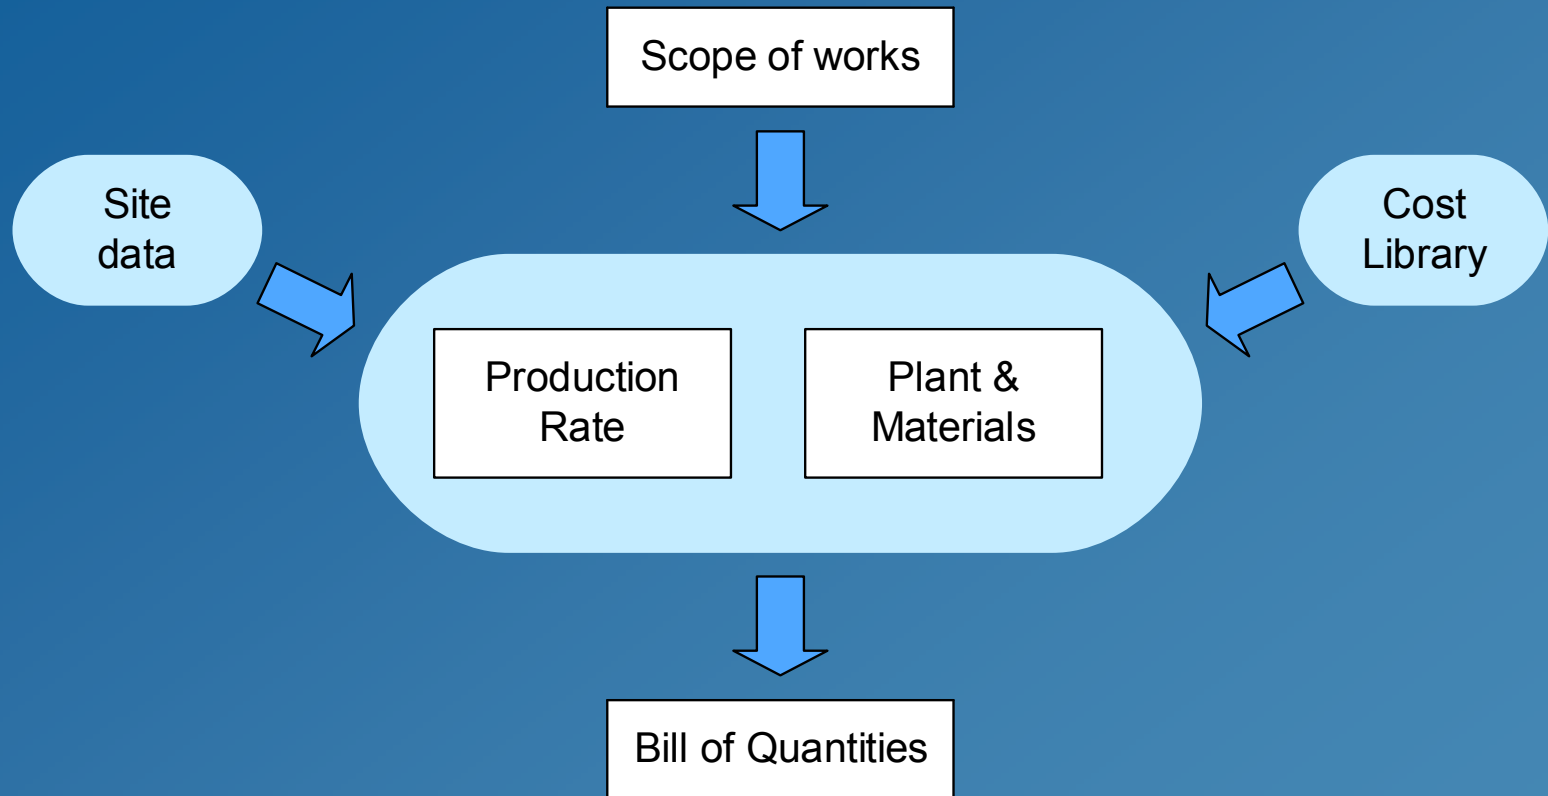 Scope of works
Site
data
Cost
Library
Production
Rate
Plant &
Materials
Bill of Quantities